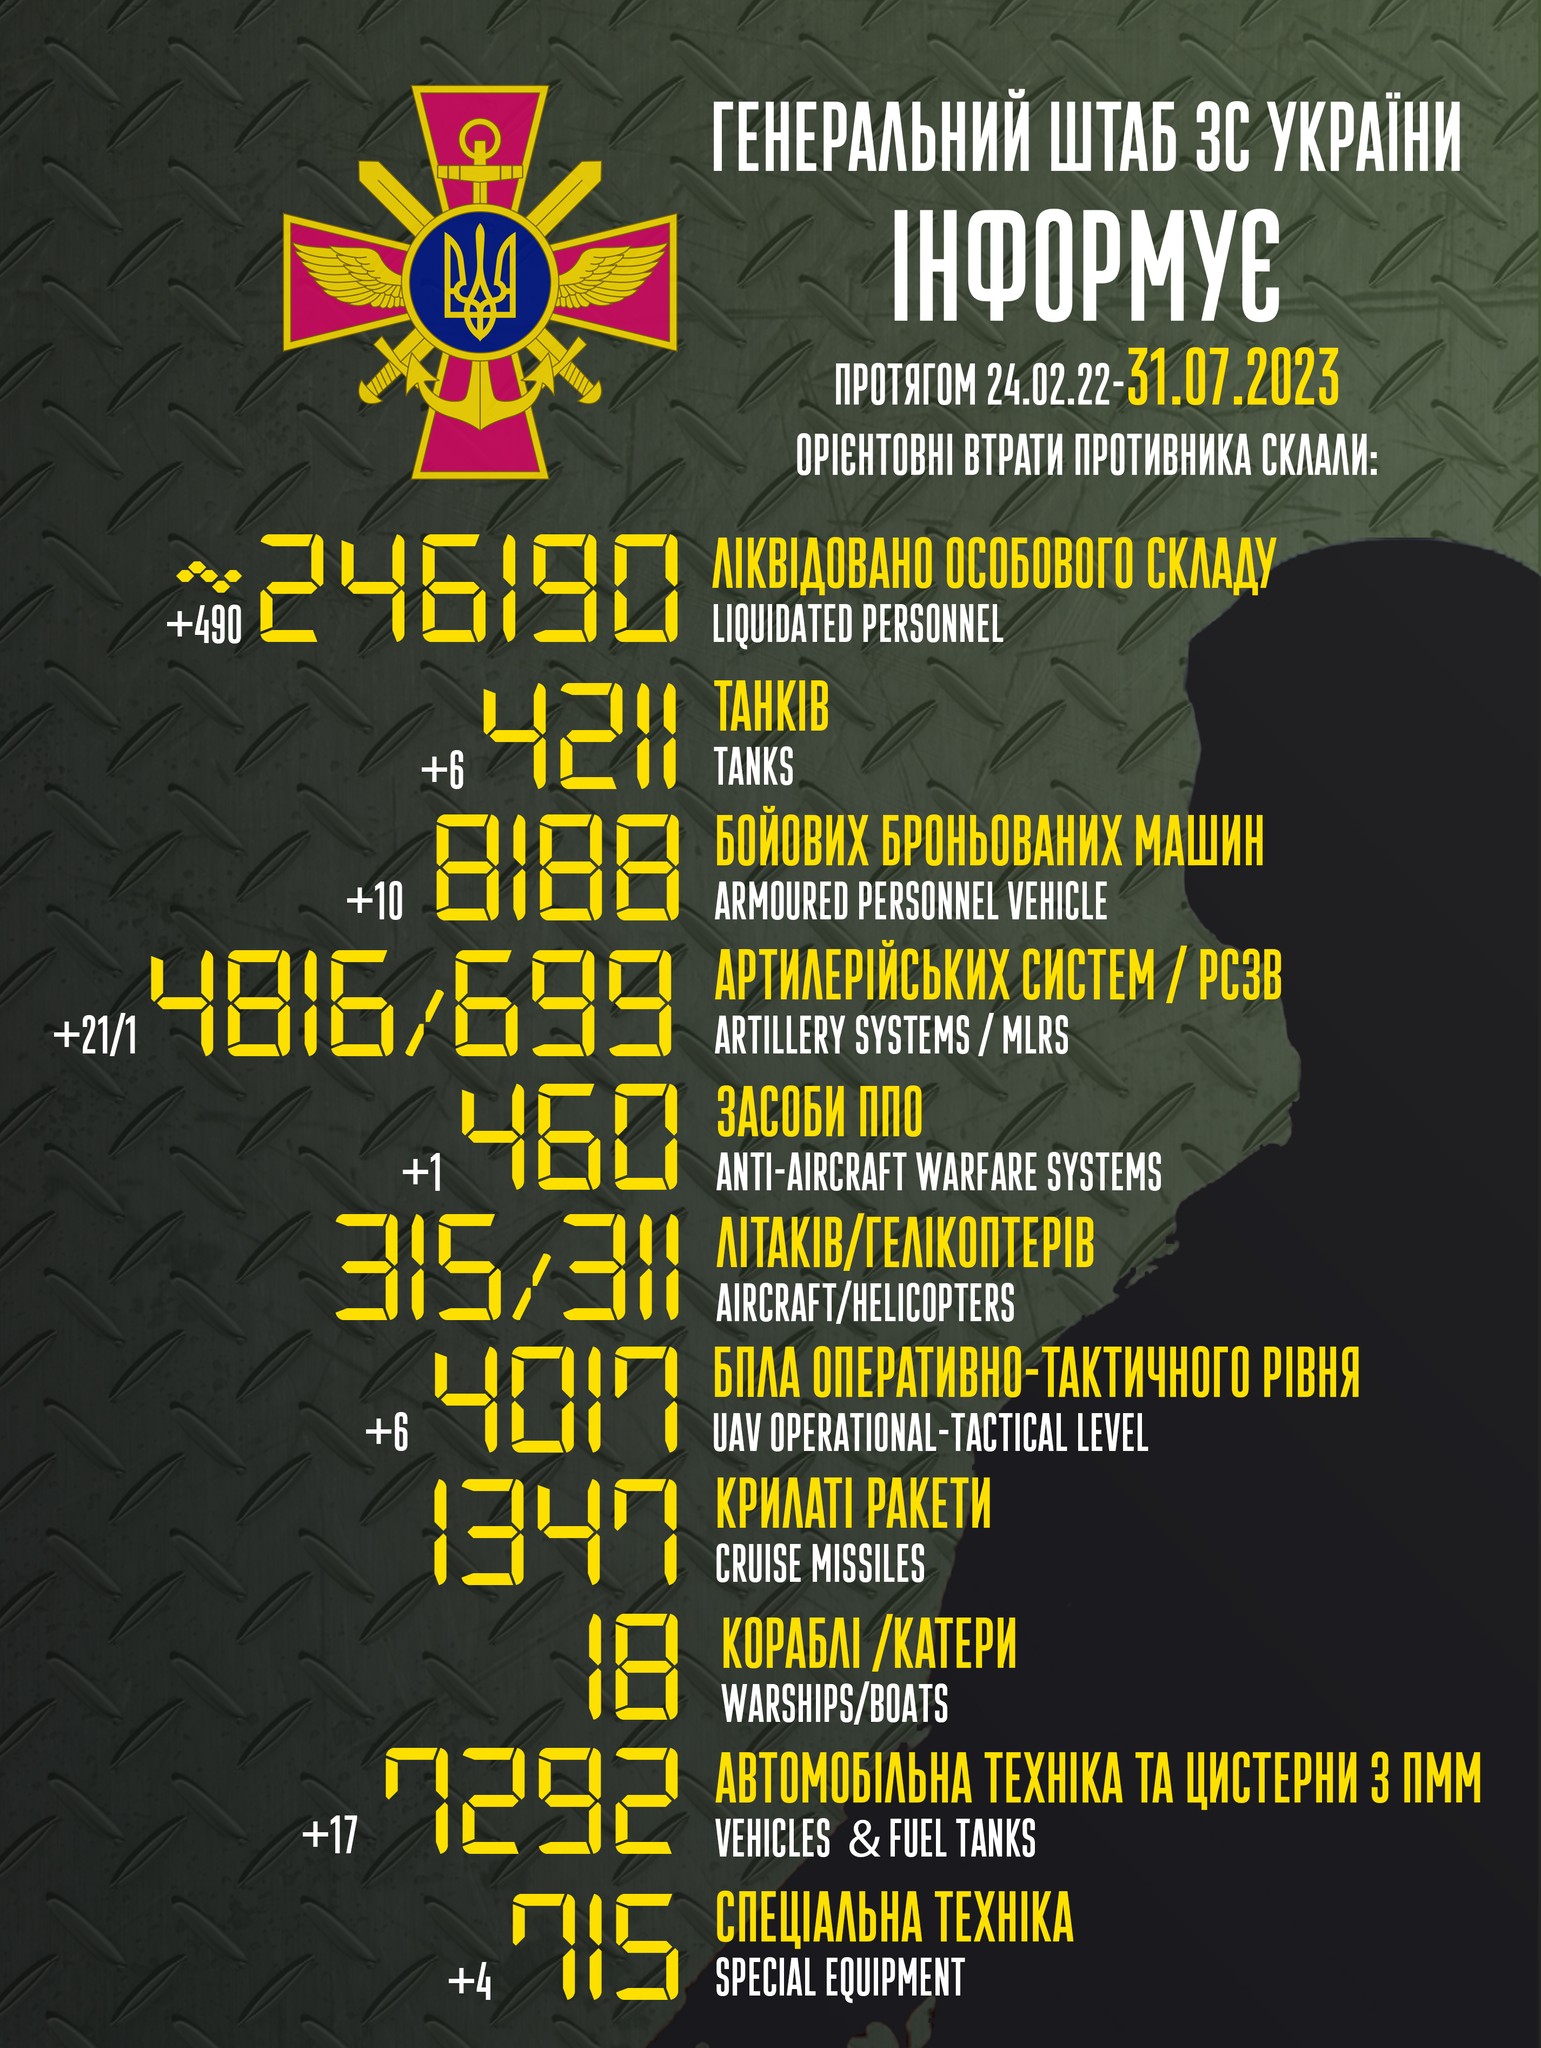 ГЕНЕРАЛЬНИЙ ШТАБ ЗС УКРАЇНИ
ІНФОРМУЄ
ПРОТЯГОМ 24.02.22-31.07.2023
ОРІЄНТОВНІ ВТРАТИ ПРОТИВНИКА СКЛАЛИ:
+490 ~246190 ЛІКВІДОВАНО ОСОБОВОГО СКЛАДУ
LIQUIDATED PERSONNEL
+6 4211 ТАНКІВ
TANKS
+10 8188 БОЙОВИХ БРОНЬОВАНИХ МАШИН
ARMOURED PERSONNEL VEHICLE
+21/1 4816/699 АРТИЛЕРІЙСЬКИХ СИСТЕМ / РСЗВ
ARTILLERY SYSTEMS / MLRS
+1 460 ЗАСОБИ ППО
ANTI-AIRCRAFT WARFARE SYSTEMS
315/311 ЛІТАКІВ/ГЕЛІКОПТЕРІВ
AIRCRAFT/HELICOPTERS
+6 4017 БПЛА ОПЕРАТИВНО-ТАКТИЧНОГО РІВНЯ
UAV OPERATIONAL-TACTICAL LEVEL
1347 КРИЛАТІ РАКЕТИ
CRUISE MISSILES
18 КОРАБЛІ /КАТЕРИ
WARSHIPS/BOATS
+17 7292 АВТОМОБІЛЬНА ТЕХНІКА ТА ЦИСТЕРНИ З ПММ
VEHICLES & FUEL TANKS
+4 715 СПЕЦІАЛЬНА ТЕХНІКА
SPECIAL EQUIPMENT